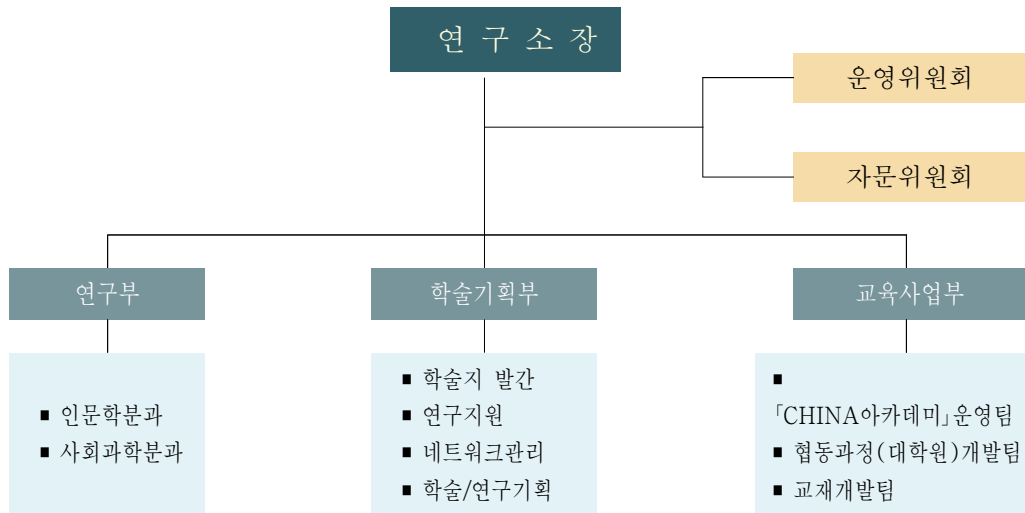 연 구 소 장
운영위원회
자문위원회
연구부
학술기획부
교육사업부
■ 인문학분과
■ 사회과학분과
■ 학술지 발간
■ 연구지원
■ 네트워크관리
■ 학술/연구기획
■
「CHINA아카데미」운영팀
■ 협동과정(대학원)개발팀
■ 교재개발팀